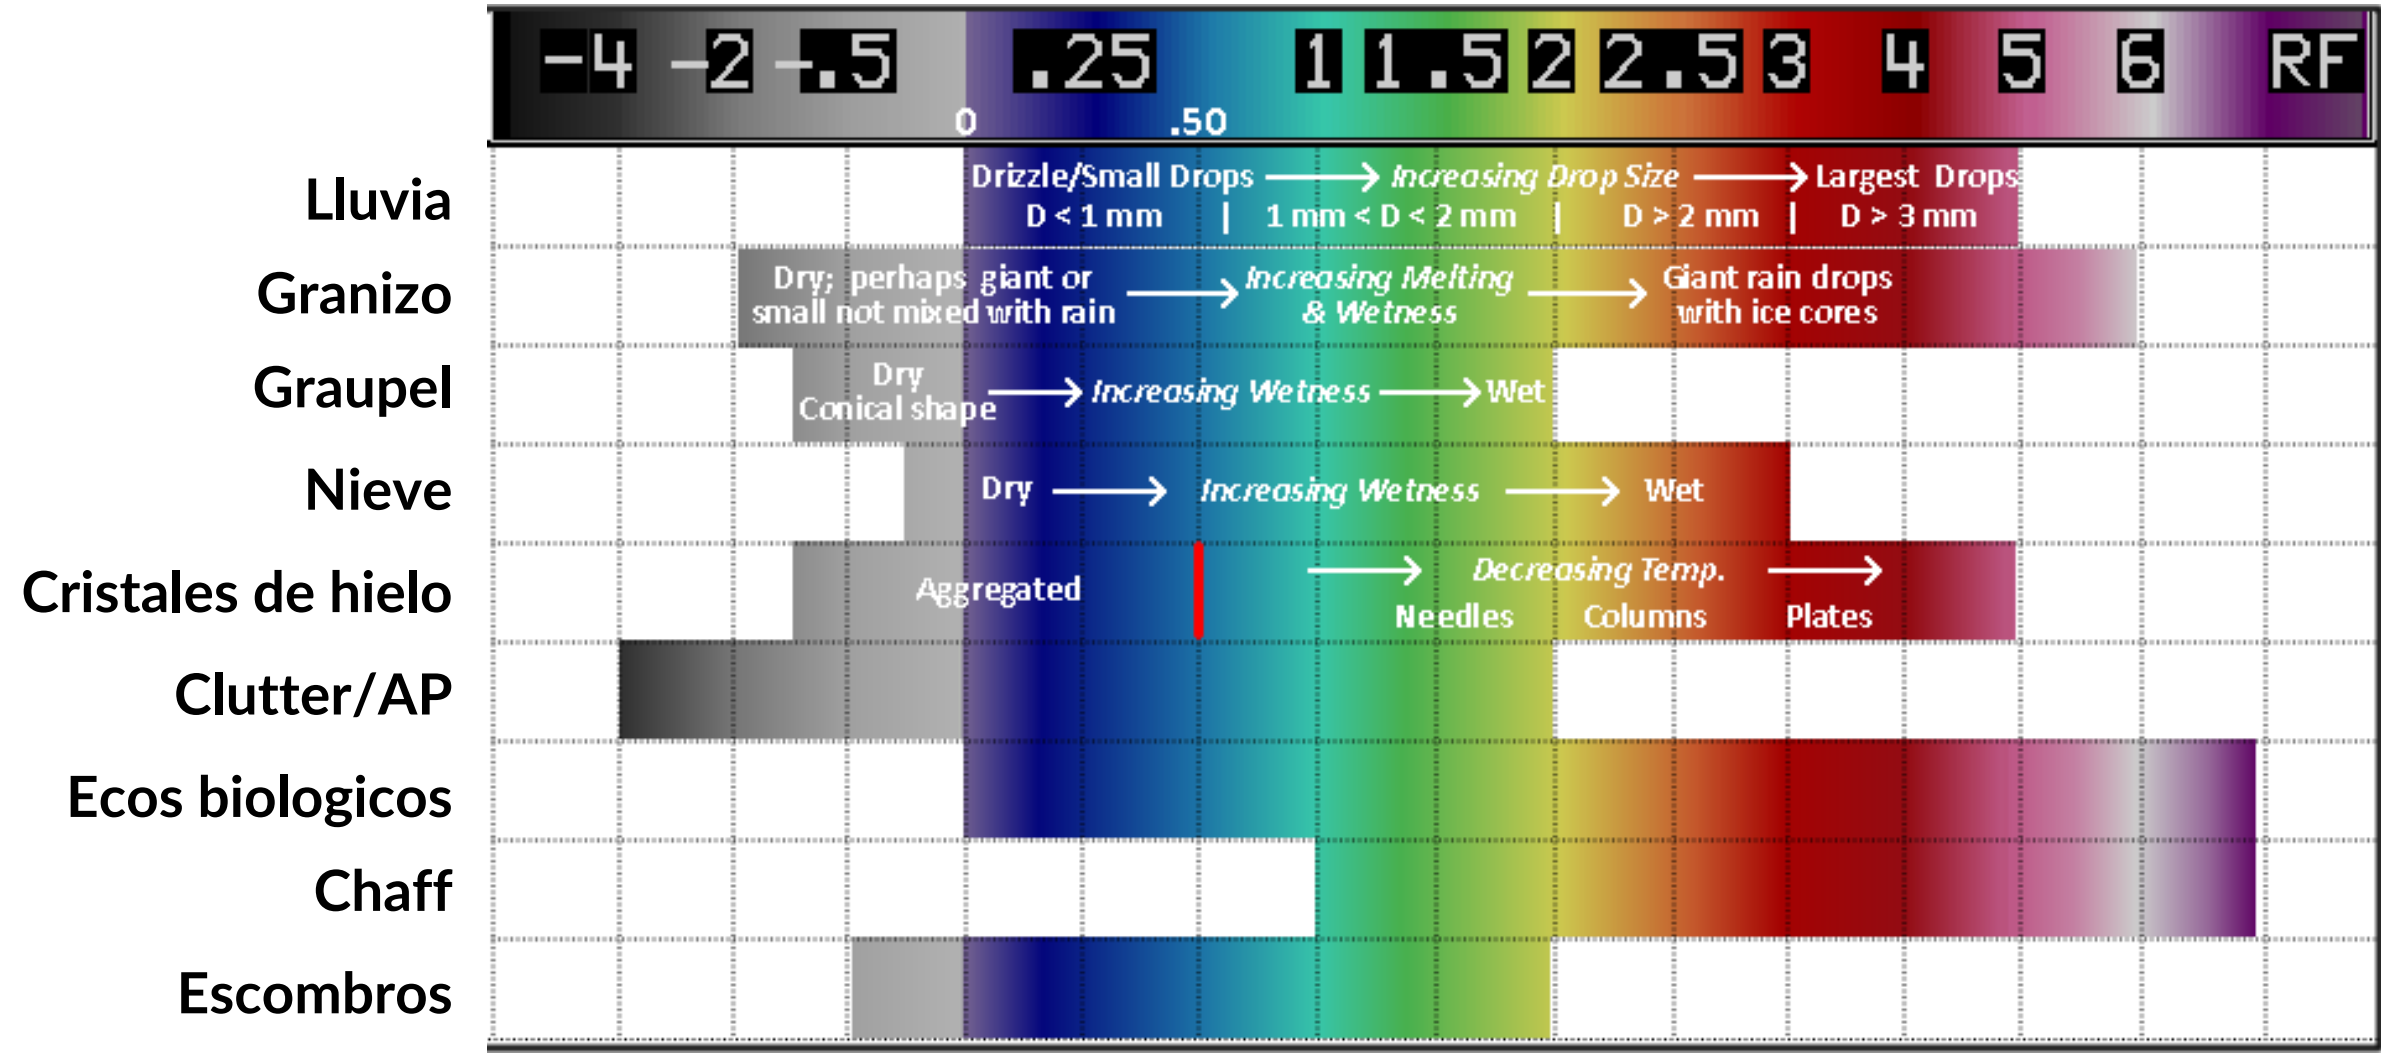 -4 -2 -.5 .25 1 1.5 2 2.5 3 4 5 6 RF
0 .50
Lluvia
Drizzle/Small Drops Increasing Drop Size Largest Drops
D < 1 mm | 1 mm < D < 2 mm | D > 2 mm | D > 3 mm
Granizo
Dry; perhaps giant or
small not mixed with rain
Increasing Melting
& Wetness
Giant rain drops
with ice cores
Graupel
Dry
Conical shape
Increasing Wetness Wet
Nieve
Dry Increasing Wetness Wet
Cristales de hielo
Aggregated
Decreasing Temp.
Needles Columns Plates
Clutter/AP
Ecos biologicos
Chaff
Escombros